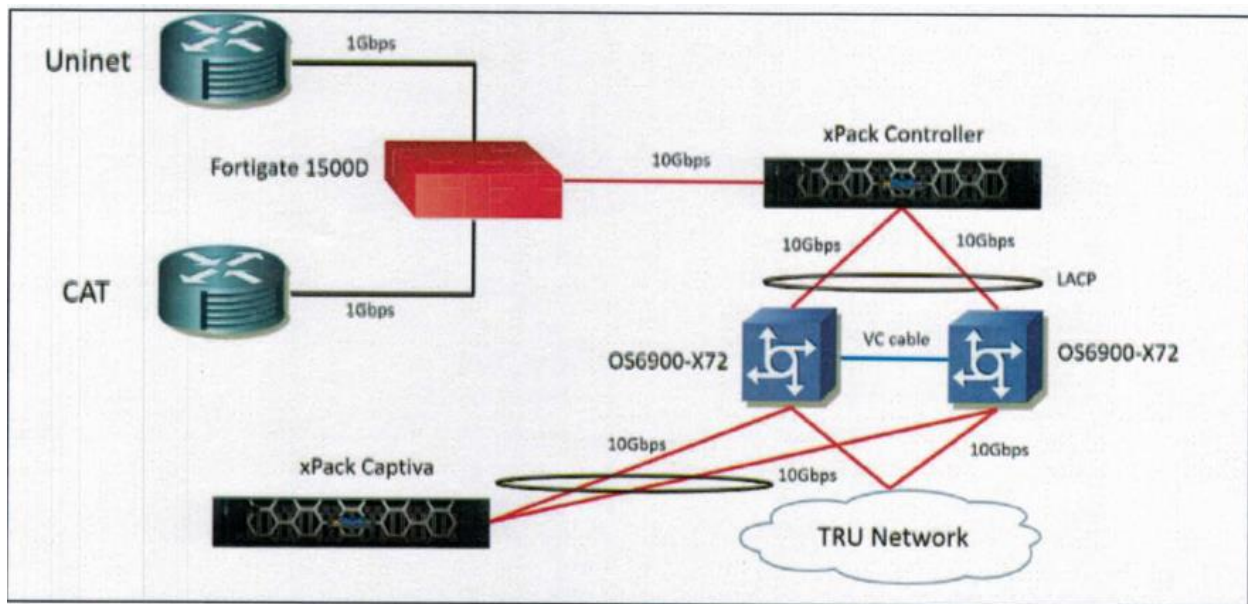 Uninet
1Gbps
Fortigate 1500D
10Gbps
xPack Controller
CAT
1Gbps
10Gbps
10Gbps
LACP
OS6900-X72
VC cable
OS6900-X72
10Gbps
10Gbps
10Gbps
xPack Captiva
TRU Network